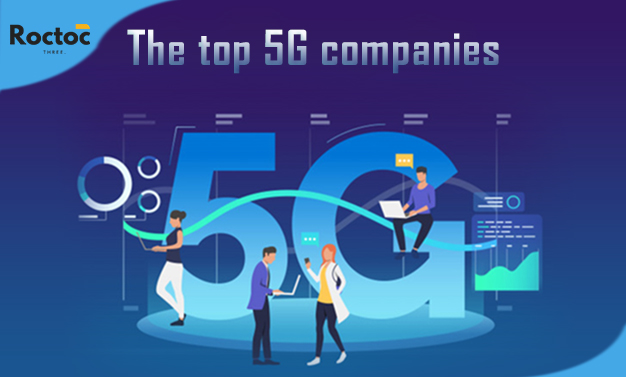 Roctoc
THREE.
The top 5G companies
5G